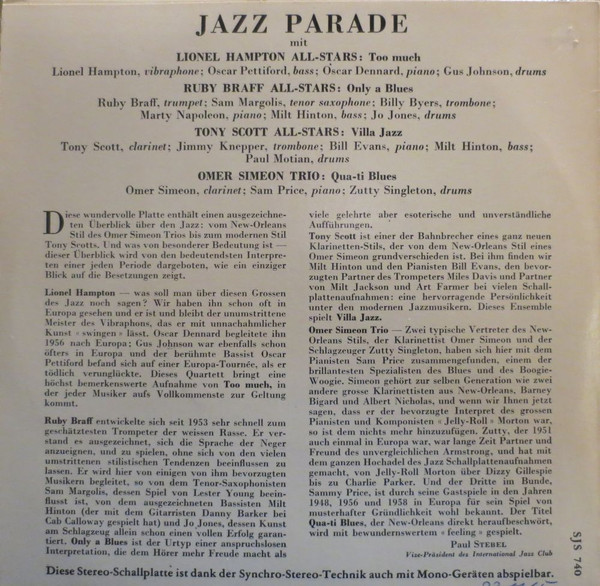 JAZZ PARADE
mit
LIONEL HAMPTON ALL-STARS: Too much
Lionel Hampton, vibraphone; Oscar Pettiford, bass; Oscar Dennard, piano; Gus Johnson, drums
RUBY BRAFF ALL-STARS: Only a Blues
Ruby Braff, trumpet; Sam Margolis, tenor saxophone; Billy Byers, trombone;
Marty Napoleon, piano; Milt Hinton, bass; Jo Jones, drums
TONY SCOTT ALL-STARS: Villa Jazz
Tony Scott, clarinet; Jimmy Knepper, trombone; Bill Evans, piano; Milt Hinton, bass;
Paul Motian, drums
OMER SIMEON TRIO: Qua-ti Blues
Omer Simeon, clarinet; Sam Price, piano; Zutty Singleton, drums
Diese wundervolle Platte enthält einen ausgezeichne-
ten Überblick über den Jazz: vom New-Orleans
Stil des Omer Simeon Trios bis zum modernen Stil
Tony Scotts. Und was von besonderer Bedeutung ist —
dieser Überblick wird von den bedeutendsten Interpre-
ten einer jeden Periode dargeboten, wie ein einziger
Blick auf die Besetzungen zeigt.
Lionel Hampton — was soll man über diesen Grossen
des Jazz noch sagen? Wir haben ihn schon oft in
Europa gesehen und er ist und bleibt der unumstrittene
Meister des Vibraphons, das er mit unnachahmlicher
Kunst « swingen » lässt. Oscar Dennard begleitete ihn
1956 nach Europa; Gus Johnson war ebenfalls schon
öfters in Europa und der berühmte Bassist Oscar
Pettiford befand sich auf einer Europa-Tournée, als er
tödlich verunglückte. Dieses Quartett bringt eine
höchst bemerkenswerte Aufnahme von Too much, in
der jeder Musiker aufs Vollkommenste zur Geltung
kommt.
Ruby Braff entwickelte sich seit 1953 sehr schnell zum
geschätztesten Trompeter der weissen Rasse. Er ver-
stand es ausgezeichnet, sich die Sprache der Neger
anzueignen, und zu spielen, ohne sich von den vielen
umstrittenen stilistischen Tendenzen beeinflussen zu
lassen. Er wird hier von einigen von ihm bevorzugten
Musikern begleitet, so von dem Tenor-Saxophonisten
Sam Margolis, dessen Spiel von Lester Young beein-
flusst ist, von dem ausgezeichneten Bassisten Milt
Hinton (der mit dem Gitarristen Danny Barker bei
Cab Calloway gespielt hat) und Jo Jones, dessen Kunst
am Schlagzeug allein schon einen vollen Erfolg garan-
tiert. Only a Blues ist der Urtyp einer anspruchslosen
Interpretation, die dem Hörer mehr Freude macht als
viele gelehrte aber esoterische und unverständliche
Aufführungen.
Tony Scott ist einer der Bahnbrecher eines ganz neuen
Klarinetten-Stils, der von dem New-Orleans Stil eines
Omer Simeon grundverschieden ist. Bei ihm finden wir
Milt Hinton und den Pianisten Bill Evans, den bevor-
zugten Partner des Trompeters Miles Davis und Partner
von Milt Jackson und Art Farmer bei vielen Schall-
plattenaufnahmen: eine hervorragende Persönlichkeit
unter den modernen Jazzmusikern. Dieses Ensemble
spielt Villa Jazz.
Omer Simeon Trio — Zwei typische Vertreter des New-
Orleans Stils, der Klarinettist Omer Simeon und der
Schlagzeuger Zutty Singleton, haben sich hier mit dem
Pianisten Sam Price zusammengefunden, einem der
brillantesten Spezialisten des Blues und des Boogie-
Woogie. Simeon gehört zur selben Generation wie zwei
andere grosse Klarinettisten aus New-Orleans, Barney
Bigard und Albert Nicholas, und wenn wir Ihnen jetzt
sagen, dass er der bevorzugte Interpret des grossen
Pianisten und Komponisten « Jelly-Roll » Morton war,
so ist dem nichts mehr hinzuzufügen. Zutty, der 1951
auch einmal in Europa war, war lange Zeit Partner und
Freund des unvergleichlichen Armstrong, und hat mit
dem ganzen Hochadel des Jazz Schallplattenaufnahmen
gemacht, von Jelly-Roll Morton über Dizzy Gillespie
bis zu Charlie Parker. Und der Dritte im Bunde,
Sammy Price, ist durch seine Gastspiele in den Jahren
1948, 1956 und 1958 in Europa für sein Spiel von
musterhafter Gründlichkeit wohl bekannt. Der Titel
Qua-ti Blues, der New-Orleans direkt heraufbeschwört,
wird mit bewundernswertem « feeling » gespielt.
Paul STEBEL
Vize-Präsident des International Jazz Club
SJS 740
Diese Stereo-Schallplatte ist dank der Synchro-Stereo-Technik auch mit Mono-Geräten abspielbar.